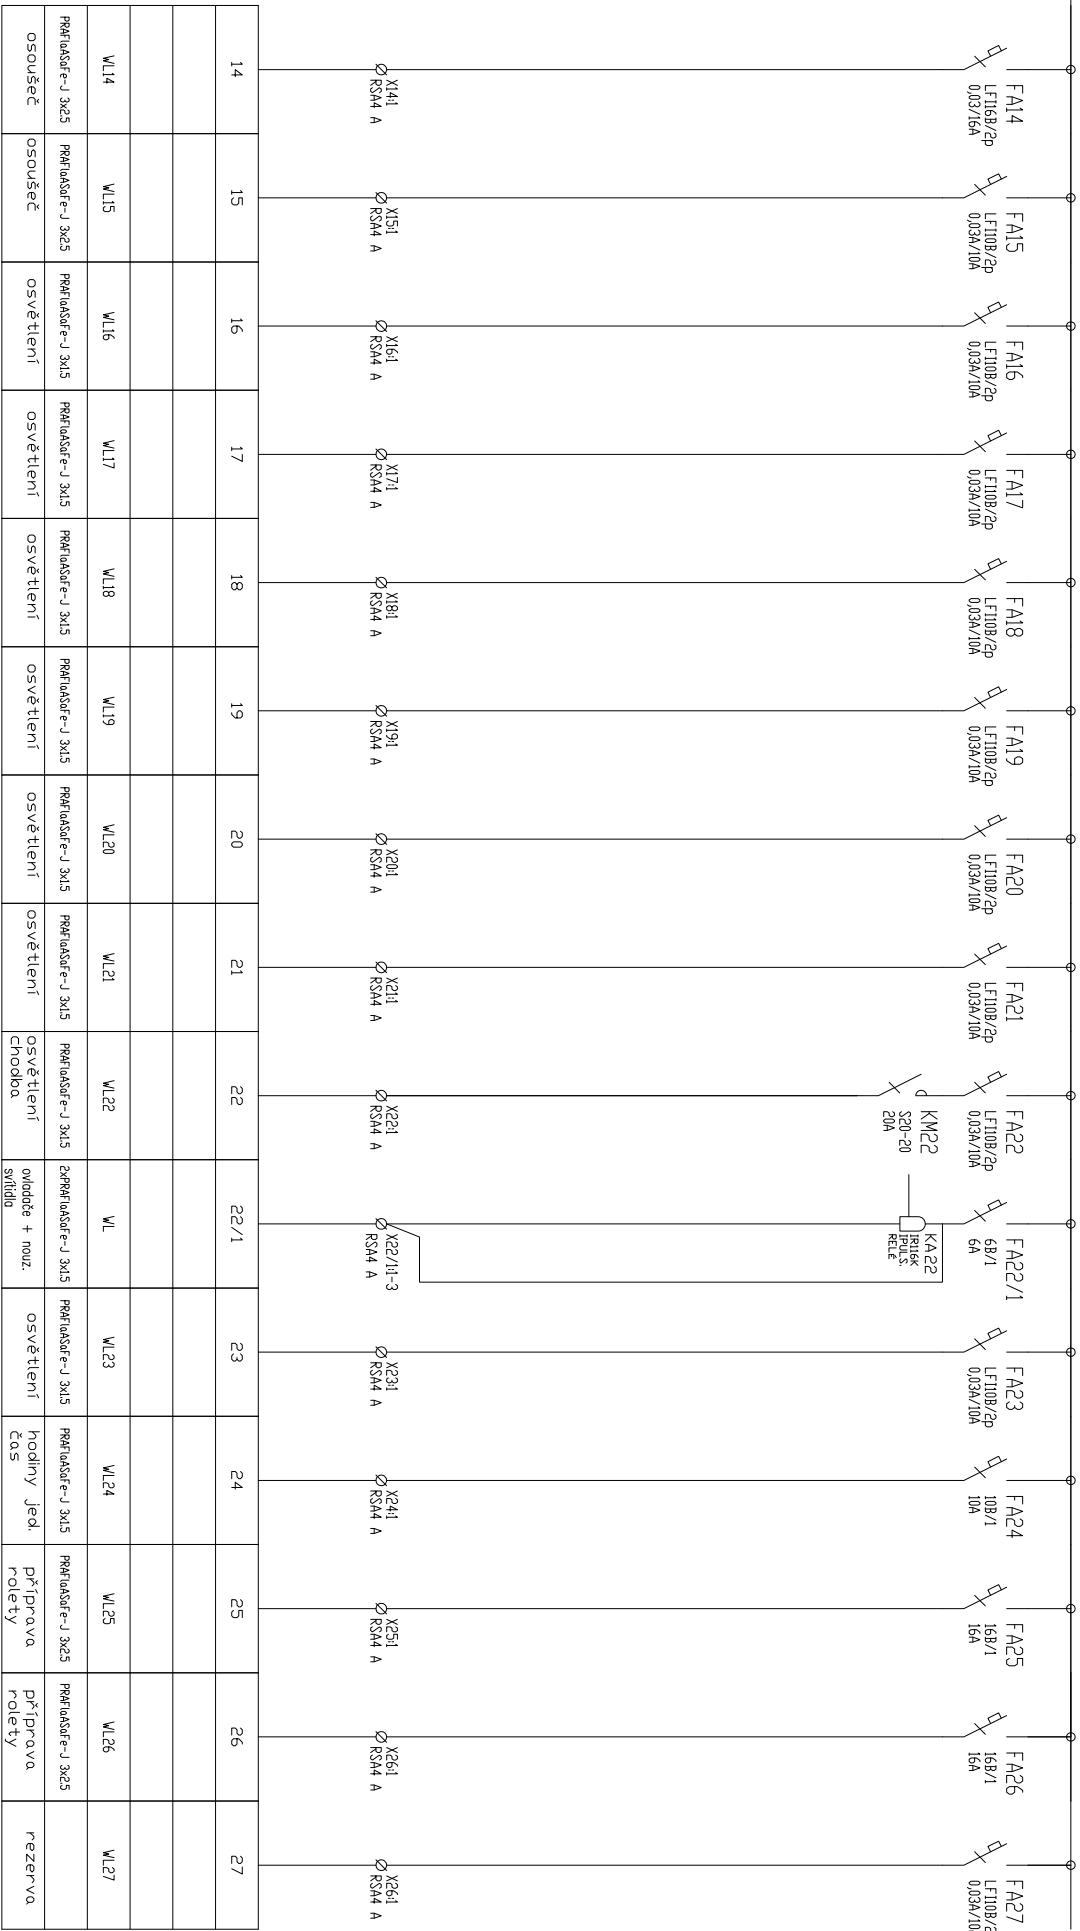 FA14
LFI16B/2p
0,03/16A
FA15
LFI10B/2p
0,03A/10A
FA16
LFI10B/2p
0,03A/10A
FA17
LFI10B/2p
0,03A/10A
FA18
LFI10B/2p
0,03A/10A
FA19
LFI10B/2p
0,03A/10A
FA20
LFI10B/2p
0,03A/10A
FA21
LFI10B/2p
0,03A/10A
FA22
LFI10B/2p
0,03A/10A
FA22/1
6B/1
6A
FA23
LFI10B/2p
0,03A/10A
FA24
10B/1
10A
FA25
16B/1
16A
FA26
16B/1
16A
FA27
LFI10B/2
0,03A/10
KM22
S20-20
20A
KA22
IR116K
IPULS.
RELÉ
X14:1
RSA4 A
X15:1
RSA4 A
X16:1
RSA4 A
X17:1
RSA4 A
X18:1
RSA4 A
X19:1
RSA4 A
X20:1
RSA4 A
X21:1
RSA4 A
X22:1
RSA4 A
X22/1:1-3
RSA4 A
X23:1
RSA4 A
X24:1
RSA4 A
X25:1
RSA4 A
X26:1
RSA4 A
X26:1
RSA4 A
14 15 16 17 18 19 20 21 22 22/1 23 24 25 26 27
WL14 WL15 WL16 WL17 WL18 WL19 WL20 WL21 WL22 WL WL23 WL24 WL25 WL26 WL27
PRAFlaASaFe-J 3x2.5
PRAFlaASaFe-J 3x2.5
PRAFlaASaFe-J 3x1.5
PRAFlaASaFe-J 3x1.5
PRAFlaASaFe-J 3x1.5
PRAFlaASaFe-J 3x1.5
PRAFlaASaFe-J 3x1.5
PRAFlaASaFe-J 3x1.5
PRAFlaASaFe-J 3x1.5
2xPRAFlaASaFe-J 3x1.5
PRAFlaASaFe-J 3x1.5
PRAFlaASaFe-J 3x1.5
PRAFlaASaFe-J 3x2.5
PRAFlaASaFe-J 3x2.5
osoušeč
osoušeč
osvětlení
osvětlení
osvětlení
osvětlení
osvětlení
osvětlení
osvětlení
chodba
ovladače + nouz.
svítidla
osvětlení
hodiny jed.
čas
příprava
rolety
příprava
rolety
rezerva